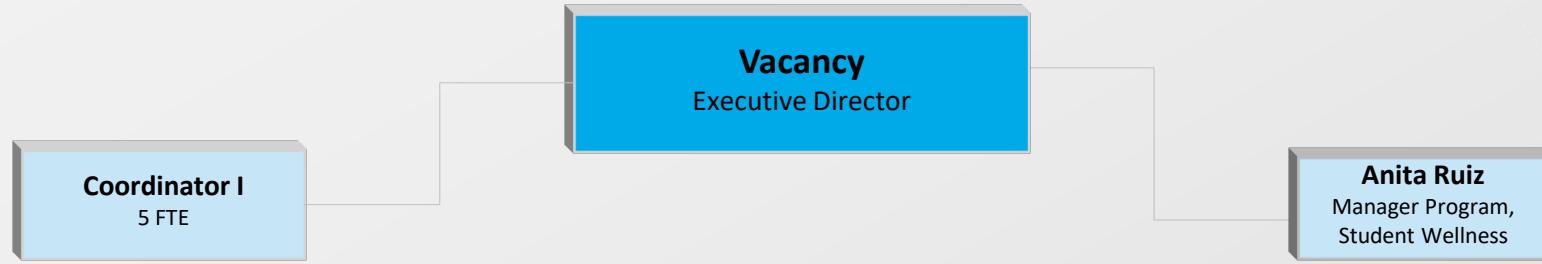 Vacancy
Executive Director
Coordinator I
5 FTE
Anita Ruiz
Manager Program,
Student Wellness